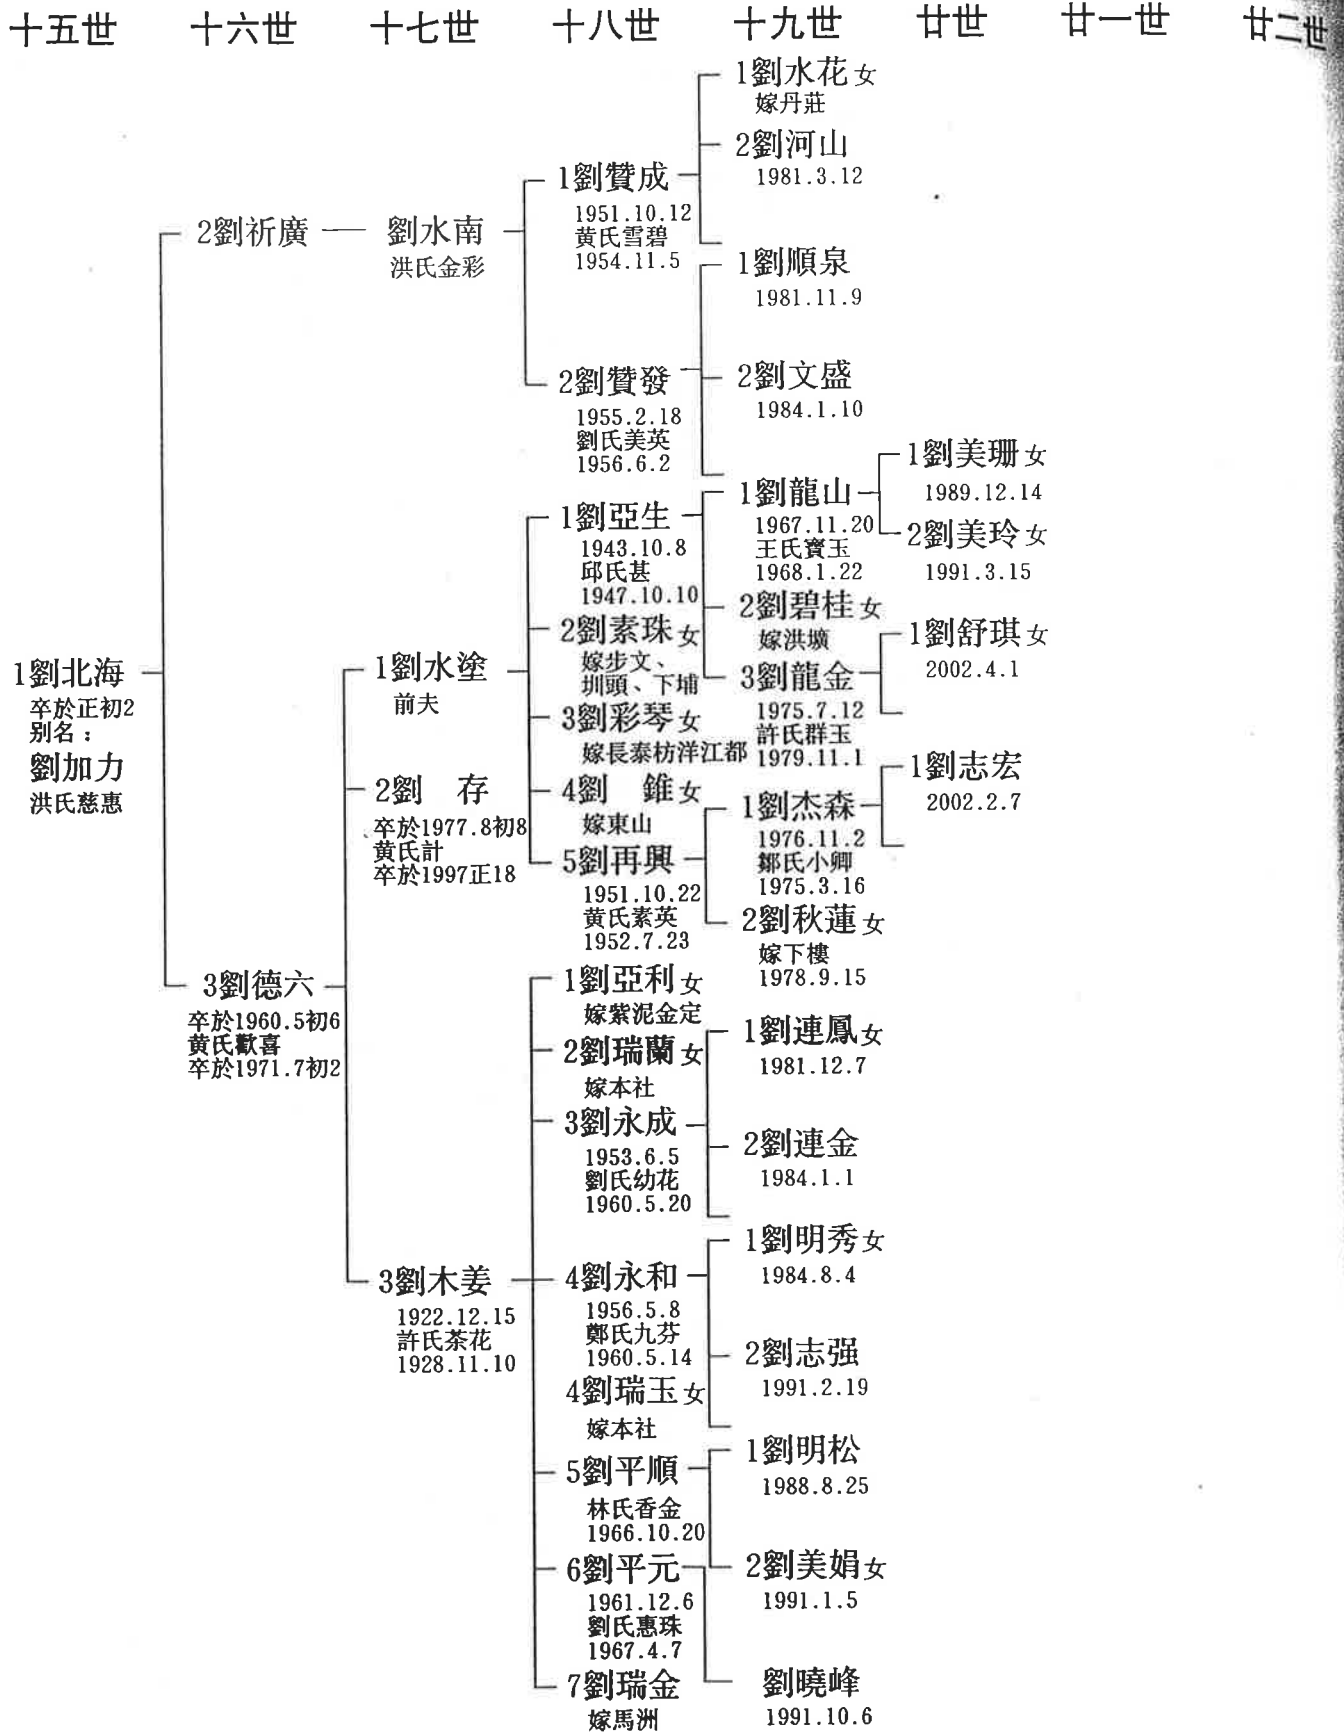 十五世 十六世 十七世 十八世 十九世 廿世 廿一世 廿二世
1劉北海
卒於正初2
别名：
劉加力
洪氏慈惠
2劉祈廣
3劉德六
卒於1960.5初6
黄氏歡喜
卒於1971.7初2
劉水南
洪氏金彩
1劉水塗
前夫
2劉 存
卒於1977.8初8
黄氏計
卒於1997正18
3劉木姜
1922.12.15
許氏茶花
1928.11.10
1劉贊成
1951.10.12
黄氏雪碧
1954.11.5
2劉贊發
1955.2.18
劉氏美英
1956.6.2
1劉亞生
1943.10.8
邱氏甚
1947.10.10
2劉素珠女
嫁步文、
圳頭、下埔
3劉彩琴女
嫁長泰枋洋江都
4劉 錐女
嫁東山
5劉再興
1951.10.22
黄氏素英
1952.7.23
1劉亞利女
嫁紫泥金定
2劉瑞蘭女
嫁本社
3劉永成
1953.6.5
劉氏幼花
1960.5.20
4劉永和
1956.5.8
鄭氏九芬
1960.5.14
4劉瑞玉女
嫁本社
5劉平順
林氏香金
1966.10.20
6劉平元
1961.12.6
劉氏惠珠
1967.4.7
7劉瑞金
嫁馬洲
1劉水花女
嫁丹莊
2劉河山
1981.3.12
1劉順泉
1981.11.9
2劉文盛
1984.1.10
1劉龍山
1967.11.20
王氏寶玉
1968.1.22
2劉碧桂女
嫁洪壙
3劉龍金
1975.7.12
許氏群玉
1979.11.1
1劉杰森
1976.11.2
鄒氏小卿
1975.3.16
2劉秋蓮女
嫁下樓
1978.9.15
1劉連鳳女
1981.12.7
2劉連金
1984.1.1
1劉明秀女
1984.8.4
2劉志强
1991.2.19
1劉明松
1988.8.25
2劉美娟女
1991.1.5
劉曉峰
1991.10.6
1劉美珊女
1989.12.14
2劉美玲女
1991.3.15
1劉舒琪女
2002.4.1
1劉志宏
2002.2.7